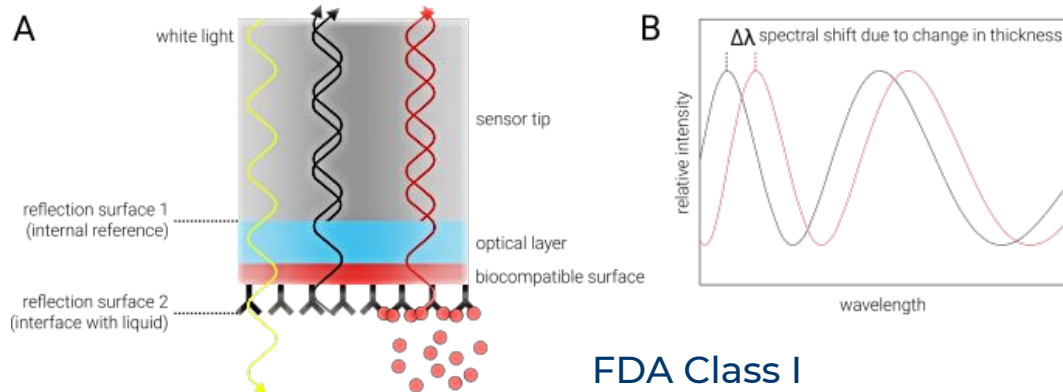 A
white light
sensor tip
reflection surface 1
(internal reference)
optical layer
biocompatible surface
reflection surface 2
(interface with liquid)
B
Δλ spectral shift due to change in thickness
relative intensity
wavelength
FDA Class I